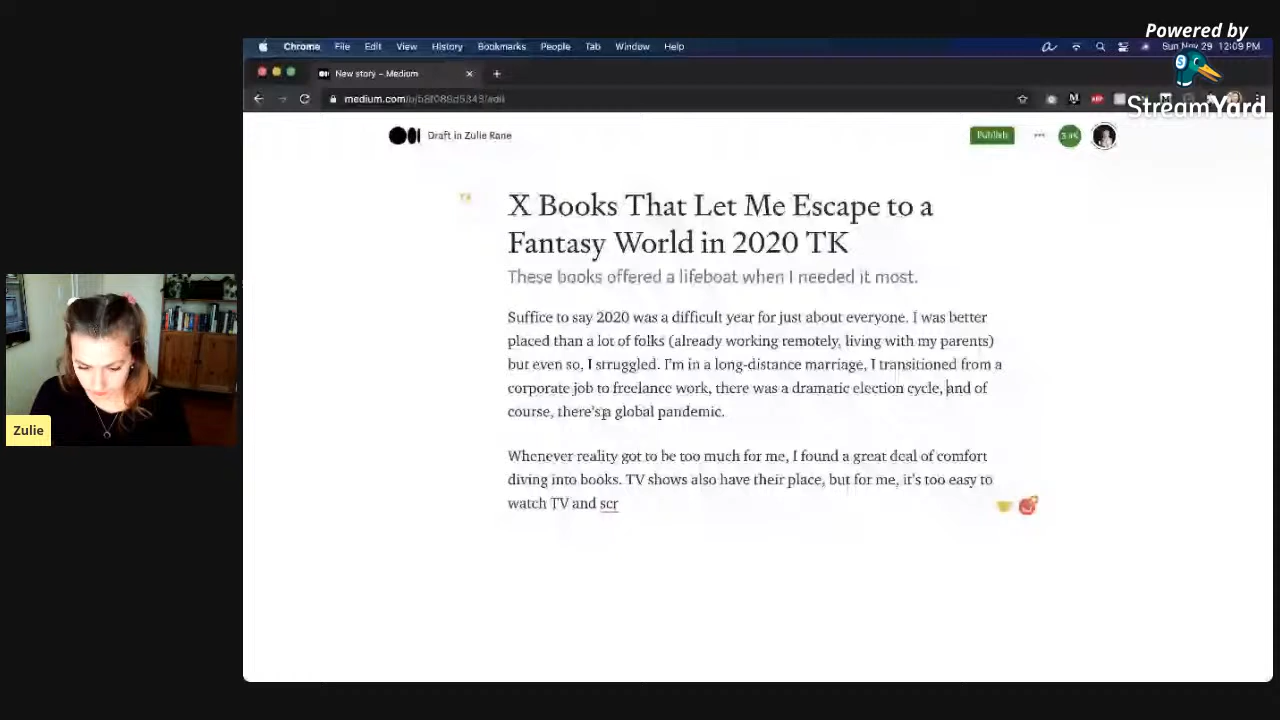 Powered by
StreamYard
Chrome File Edit View History Bookmarks People Tab Window Help
Sun Nov 29 12:09 PM
New story – Medium
Draft in Zulie Rane
Publish
X Books That Let Me Escape to a
Fantasy World in 2020 TK
These books offered a lifeboat when I needed it most.
Suffice to say 2020 was a difficult year for just about everyone. I was better
placed than a lot of folks (already working remotely, living with my parents)
but even so, I struggled. I'm in a long-distance marriage, I transitioned from a
corporate job to freelance work, there was a dramatic election cycle, and of
course, there's a global pandemic.
Whenever reality got to be too much for me, I found a great deal of comfort
diving into books. TV shows also have their place, but for me, it's too easy to
watch TV and scr
Zulie